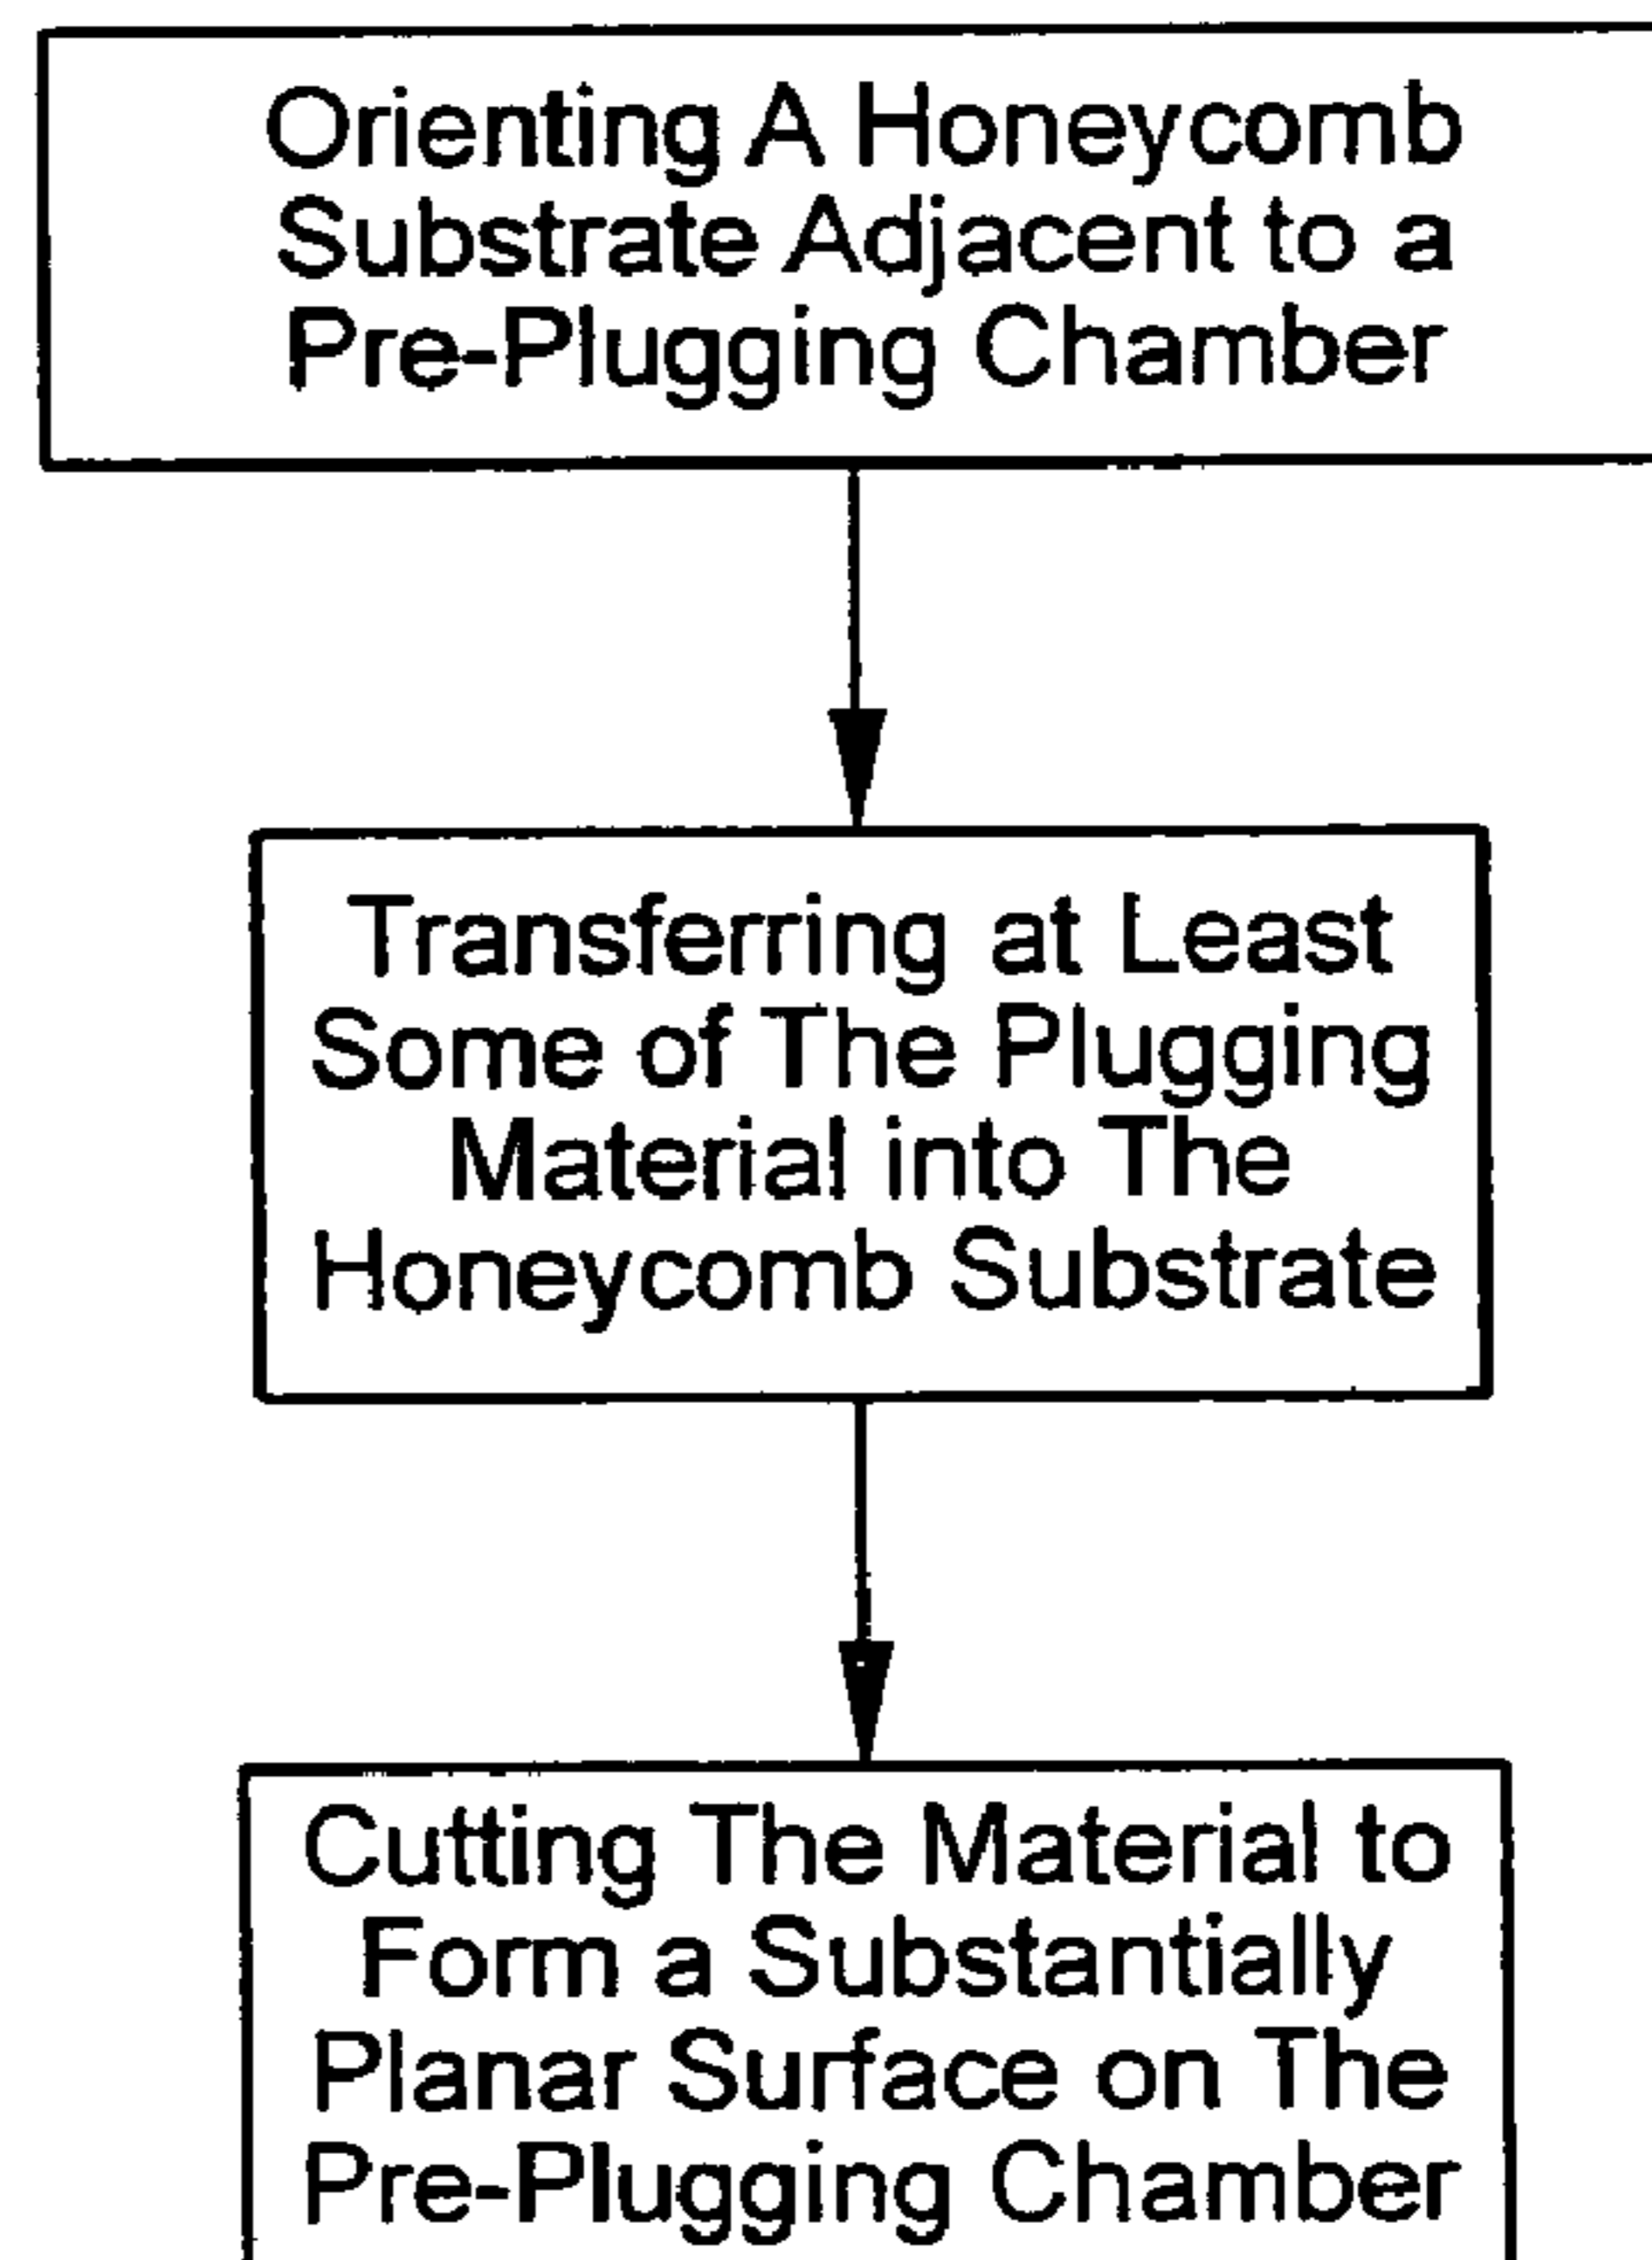 Orienting A Honeycomb
Substrate Adjacent to a
Pre-Plugging Chamber
Transferring at Least
Some of The Plugging
Material into The
Honeycomb Substrate
Cutting The Material to
Form a Substantially
Planar Surface on The
Pre-Plugging Chamber